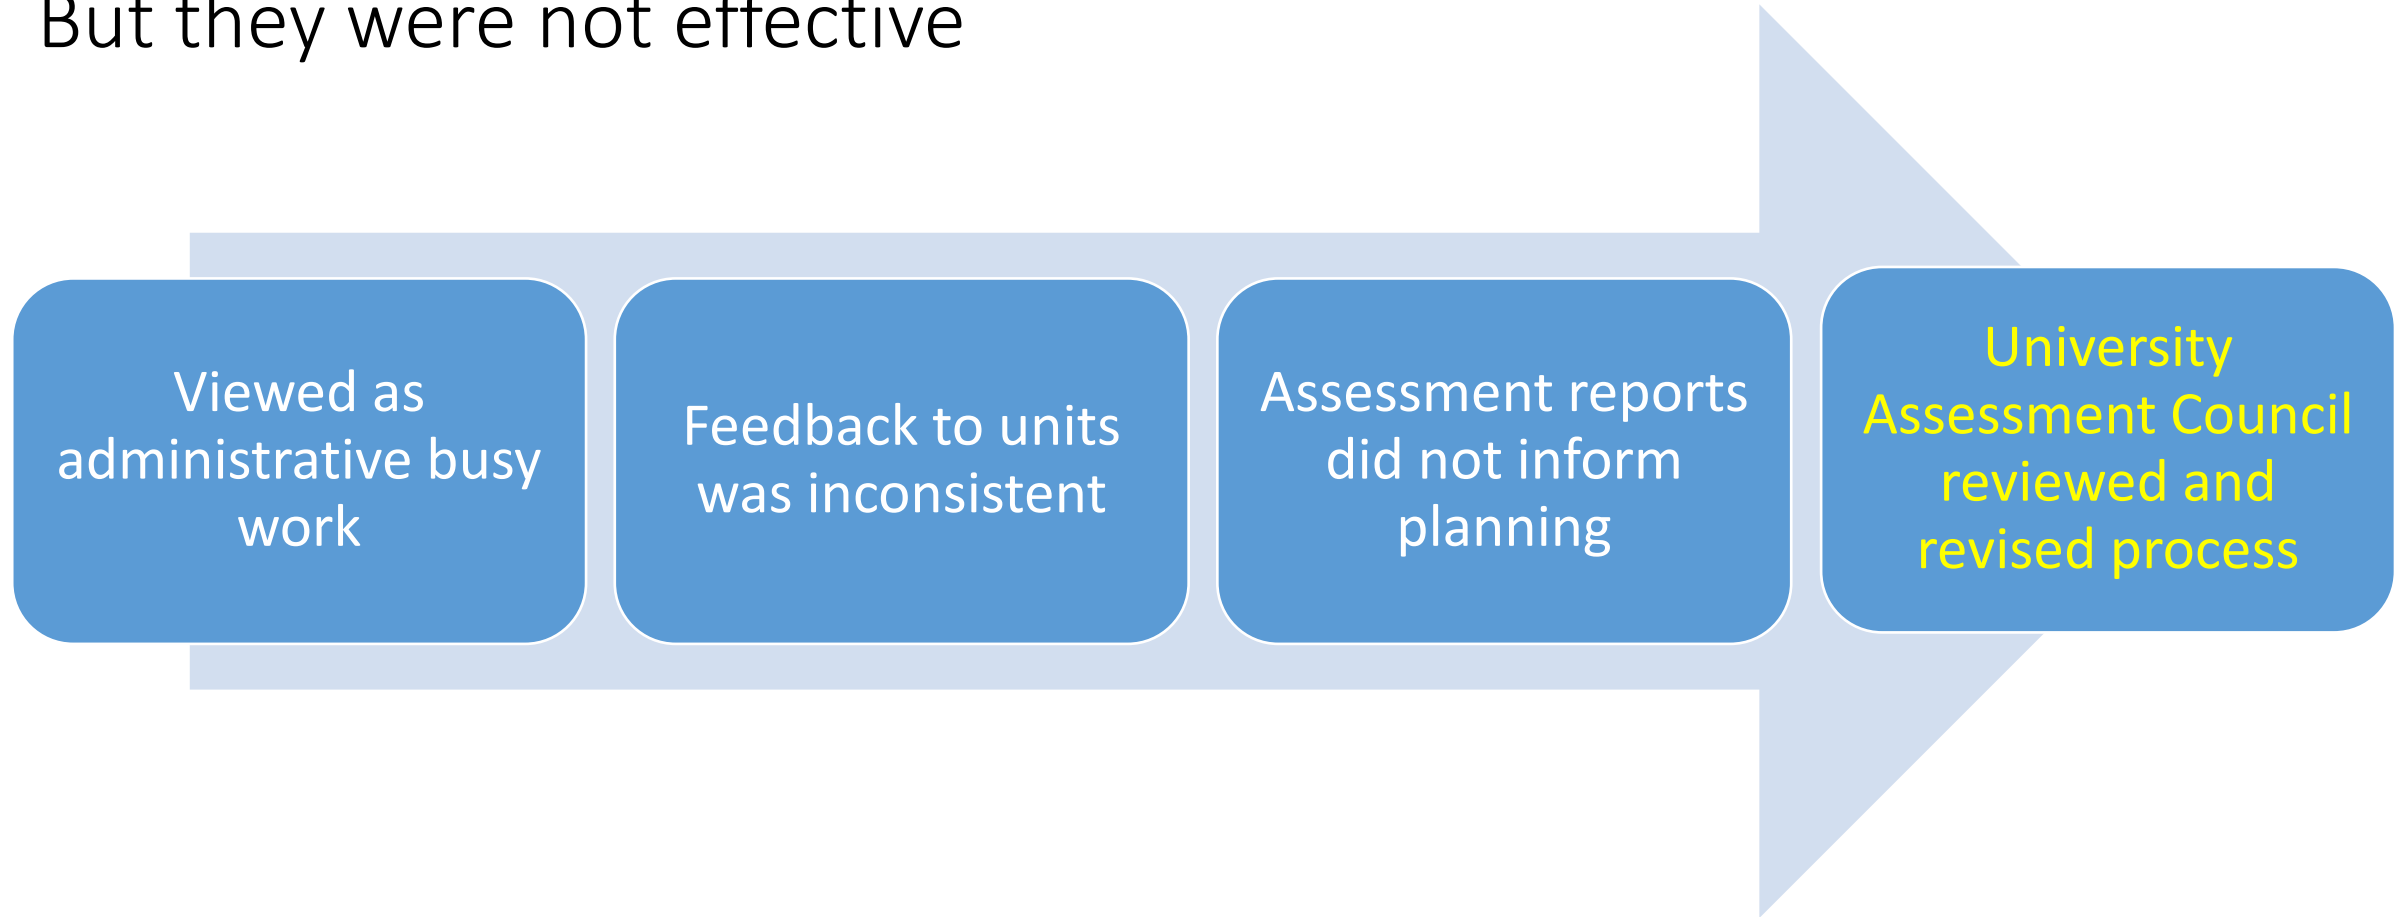 But they were not effective
Viewed as
administrative busy
work
Feedback to units
was inconsistent
Assessment reports
did not inform
planning
University
Assessment Council
reviewed and
revised process